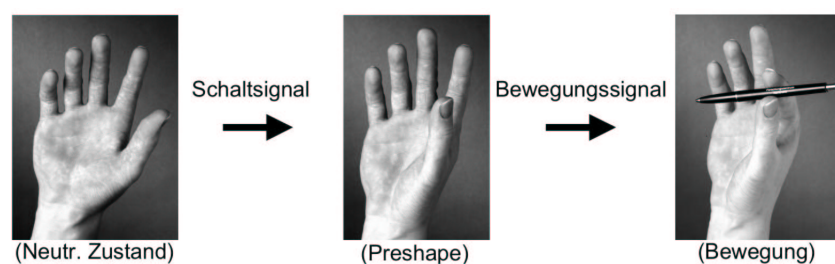 Schaltsignal
Bewegungssignal
(Neutr. Zustand)
(Preshape)
(Bewegung)